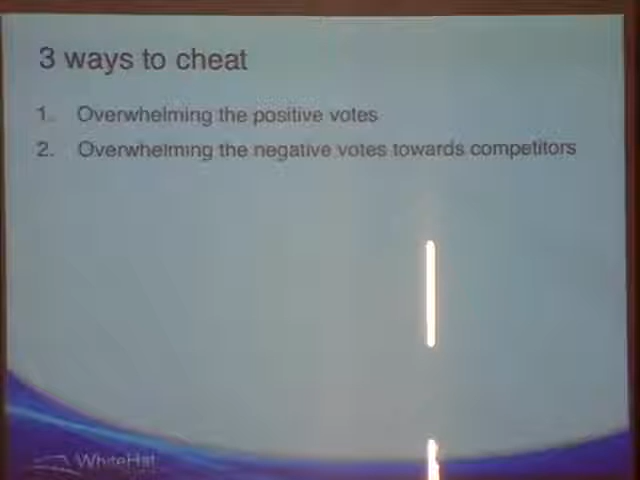 3 ways to cheat
1. Overwhelming the positive votes
2. Overwhelming the negative votes towards competitors
WhiteHat